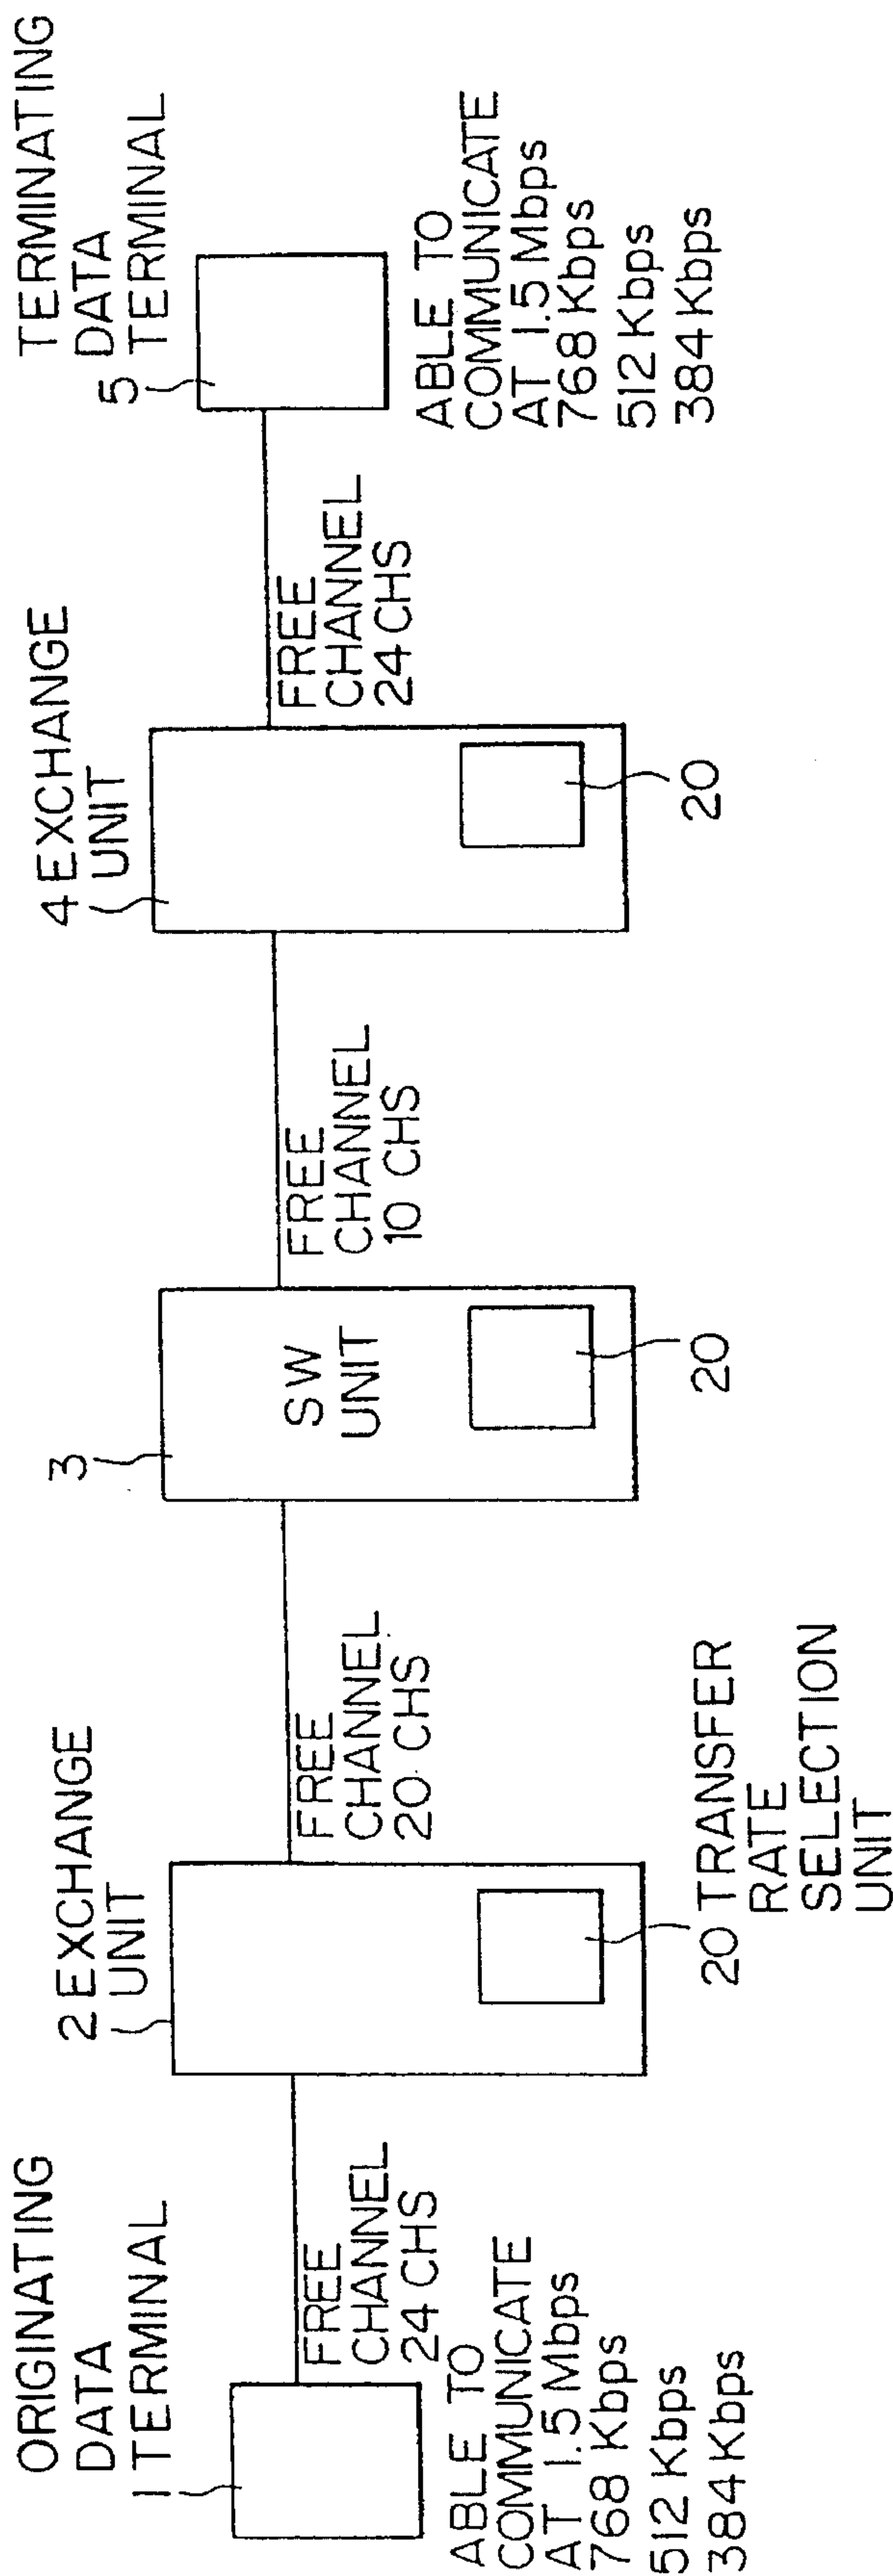 ORIGINATING
DATA
1 TERMINAL
ABLE TO
COMMUNICATE
AT 1.5 Mbps
768 Kbps
512 Kbps
384 Kbps
FREE
CHANNEL
24 CHS
2 EXCHANGE
UNIT
20 TRANSFER
RATE
SELECTION
UNIT
FREE
CHANNEL
20 CHS
3
SW
UNIT
20
FREE
CHANNEL
10 CHS
4 EXCHANGE
UNIT
20
FREE
CHANNEL
24 CHS
TERMINATING
DATA
5 TERMINAL
ABLE TO
COMMUNICATE
AT 1.5 Mbps
768 Kbps
512 Kbps
384 Kbps